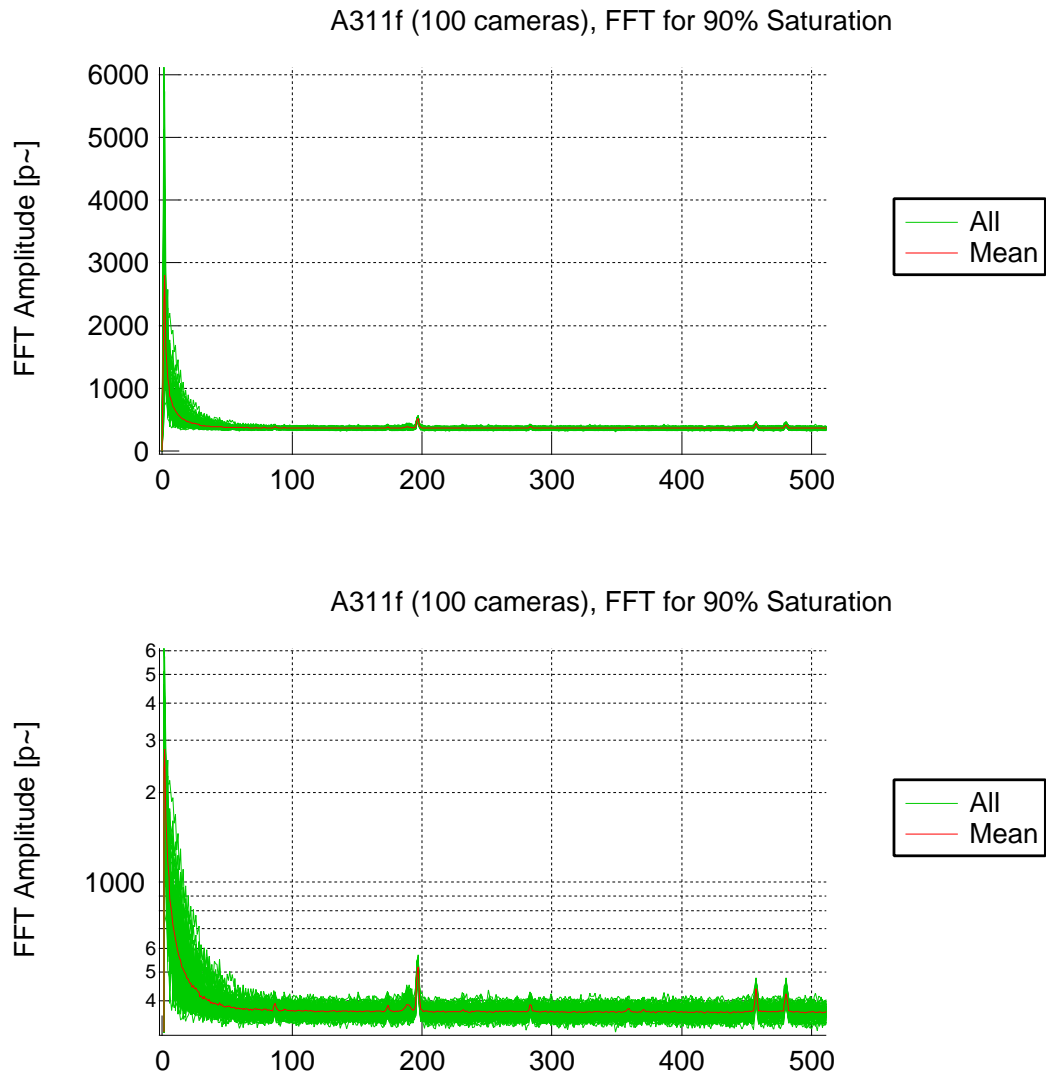 A311f (100 cameras), FFT for 90% Saturation
FFT Amplitude [p~]
6000
5000
4000
3000
2000
1000
0
0 100 200 300 400 500
All
Mean
A311f (100 cameras), FFT for 90% Saturation
FFT Amplitude [p~]
6
5
4
3
2
1000
6
5
4
0 100 200 300 400 500
All
Mean